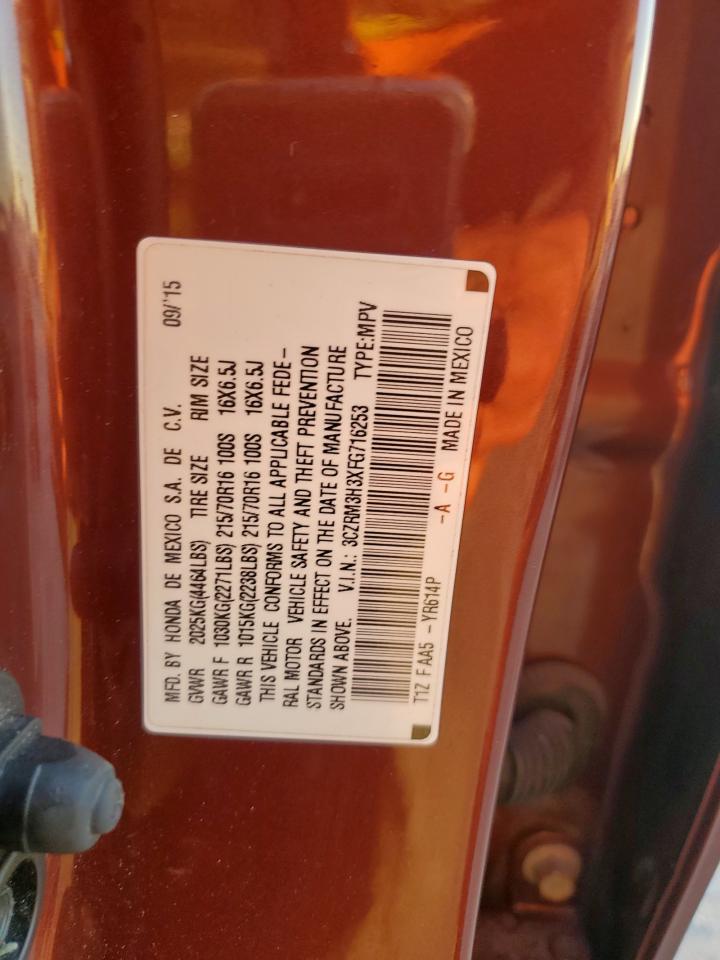 MFD. BY HONDA DE MEXICO S.A. DE C.V. 09/'15
GVWR 2025KG(4464LBS) TIRE SIZE RIM SIZE
GAWR F 1030KG(2271LBS) 215/70R16 100S 16X6.5J
GAWR R 1015KG(2238LBS) 215/70R16 100S 16X6.5J
THIS VEHICLE CONFORMS TO ALL APPLICABLE FEDE-
RAL MOTOR VEHICLE SAFETY AND THEFT PREVENTION
STANDARDS IN EFFECT ON THE DATE OF MANUFACTURE
SHOWN ABOVE. V.I.N.: 3CZRM3H3XFG716253 TYPE:MPV
T1Z FAA5 -YR614P -A -G MADE IN MEXICO